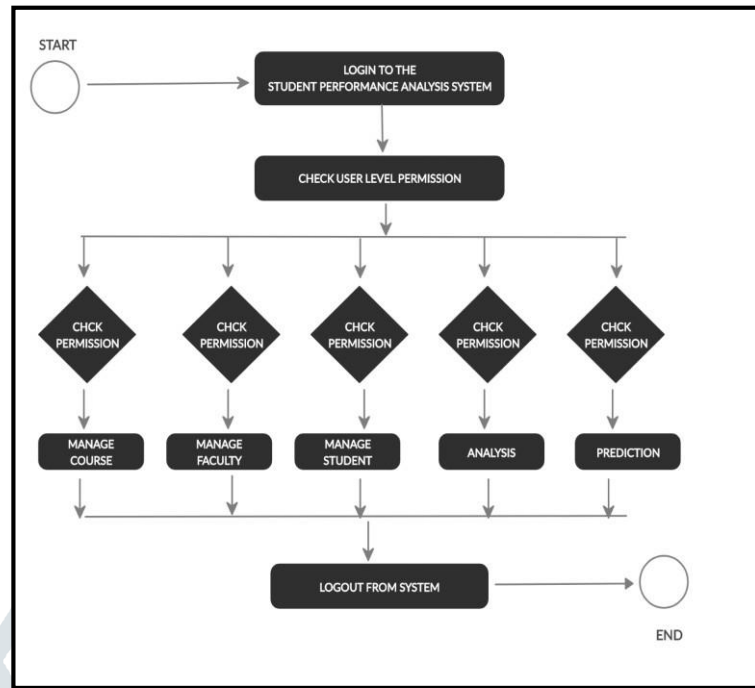 START
LOGIN TO THE
STUDENT PERFORMANCE ANALYSIS SYSTEM
CHECK USER LEVEL PERMISSION
CHCK
PERMISSION
CHCK
PERMISSION
CHCK
PERMISSION
CHCK
PERMISSION
CHCK
PERMISSION
MANAGE
COURSE
MANAGE
FACULTY
MANAGE
STUDENT
ANALYSIS
PREDICTION
LOGOUT FROM SYSTEM
END